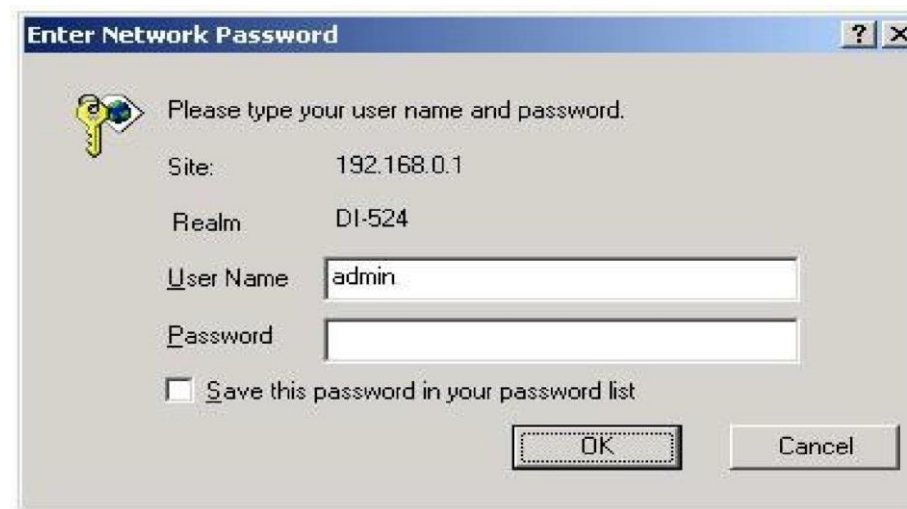 Enter Network Password
Please type your user name and password.
Site: 192.168.0.1
Realm DI-524
User Name admin
Password
Save this password in your password list
OK Cancel